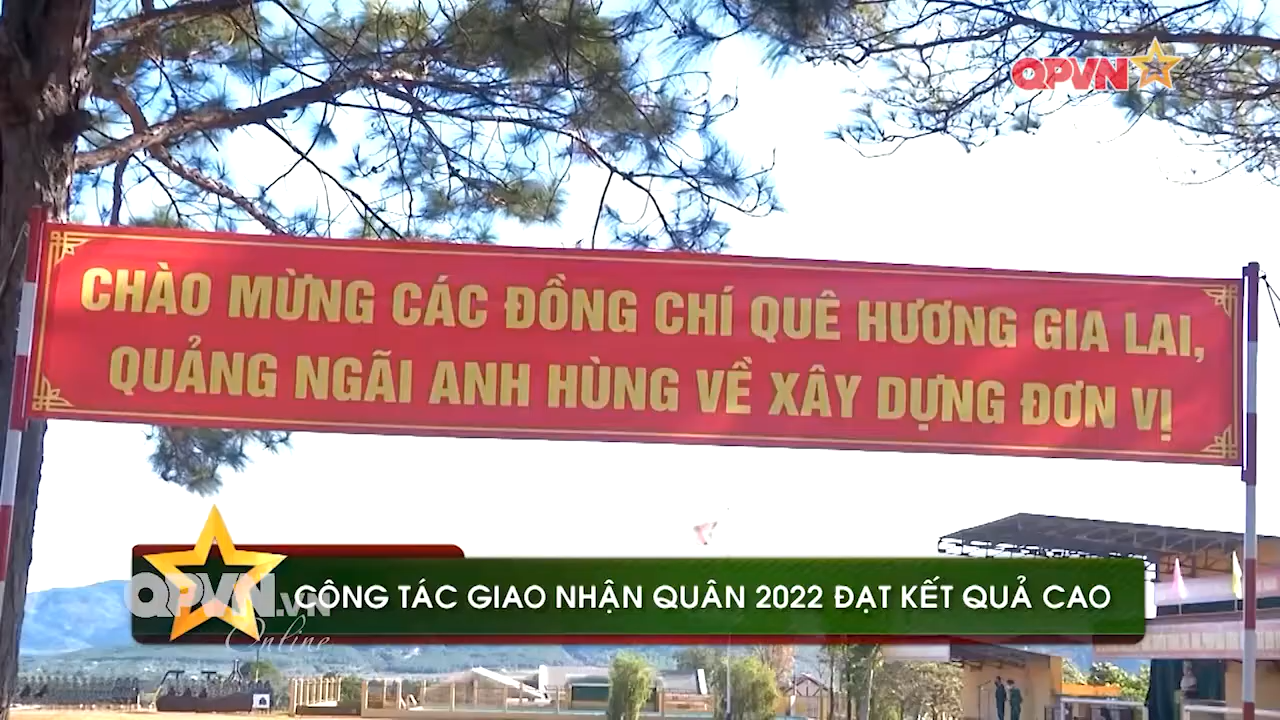 QPVN
CHÀO MỪNG CÁC ĐỒNG CHÍ QUÊ HƯƠNG GIA LAI,
QUẢNG NGÃI ANH HÙNG VỀ XÂY DỰNG ĐƠN VỊ
QPVN.VN
CÔNG TÁC GIAO NHẬN QUÂN 2022 ĐẠT KẾT QUẢ CAO
Online